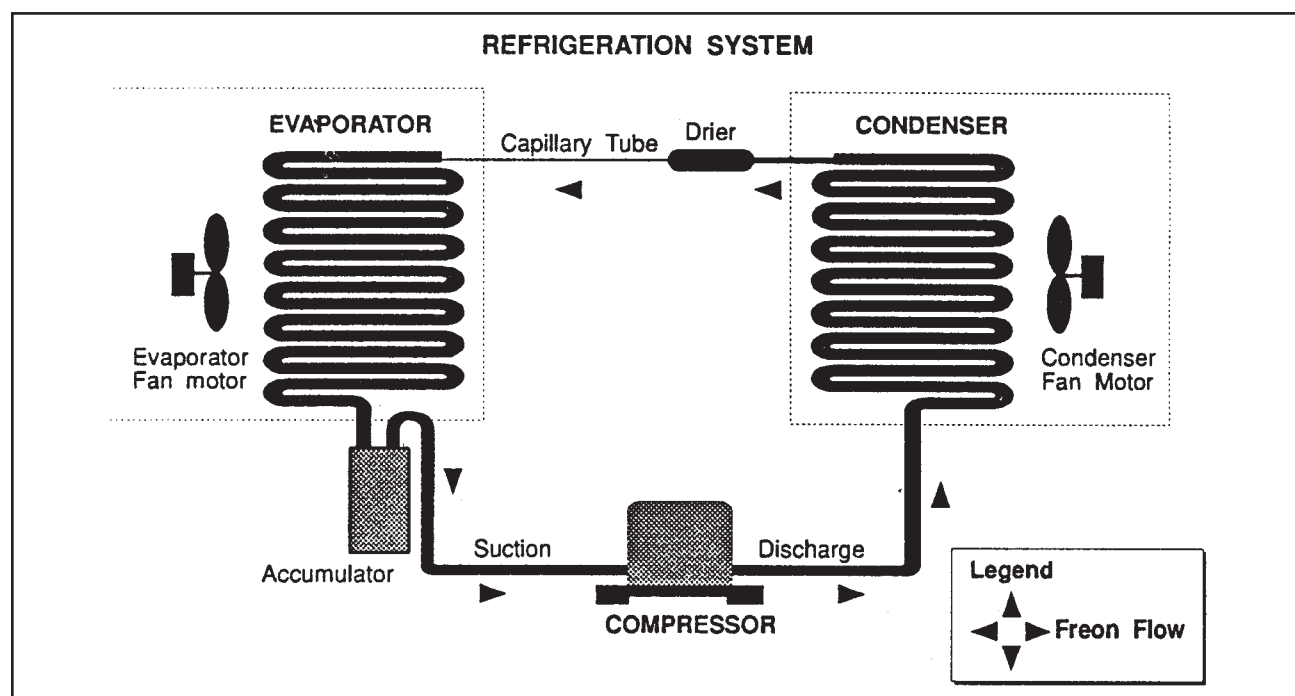 REFRIGERATION SYSTEM
EVAPORATOR
Capillary Tube
Drier
CONDENSER
Evaporator
Fan motor
Condenser
Fan Motor
Accumulator
Suction
Discharge
COMPRESSOR
Legend
Freon Flow